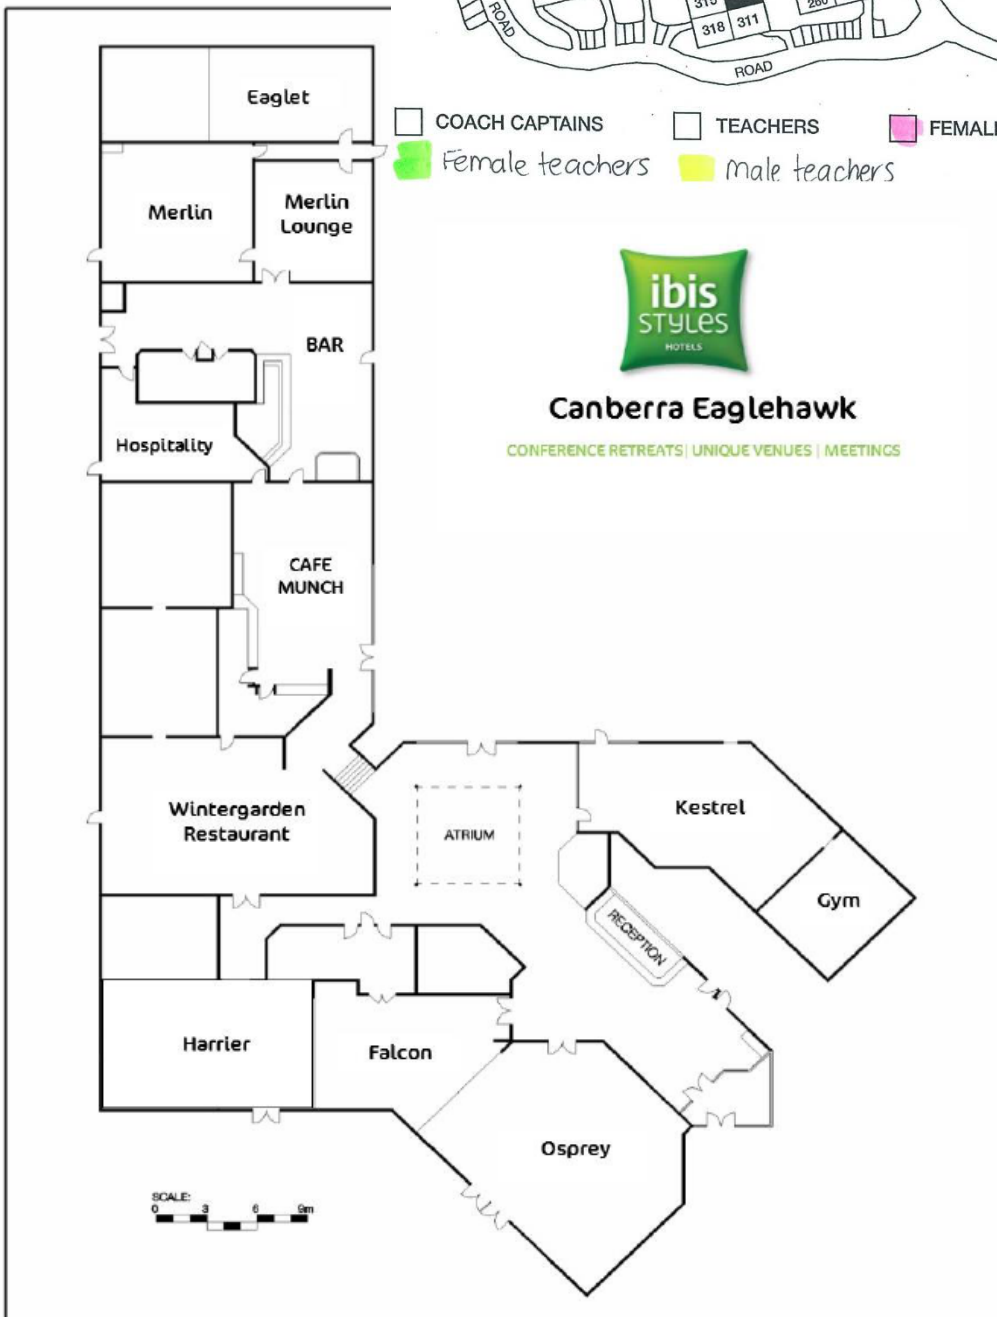 ROAD
315
318 311
260
ROAD
COACH CAPTAINS
TEACHERS
Female teachers
Male teachers
Eaglet
Merlin
Merlin
Lounge
BAR
Hospitality
CAFE
MUNCH
ibis
STYLES
HOTELS
Canberra Eaglehawk
CONFERENCE RETREATS| UNIQUE VENUES | MEETINGS
Wintergarden
Restaurant
ATRIUM
Kestrel
Gym
RECEPTION
Harrier
Falcon
Osprey
SCALE:
0 3 6 9m